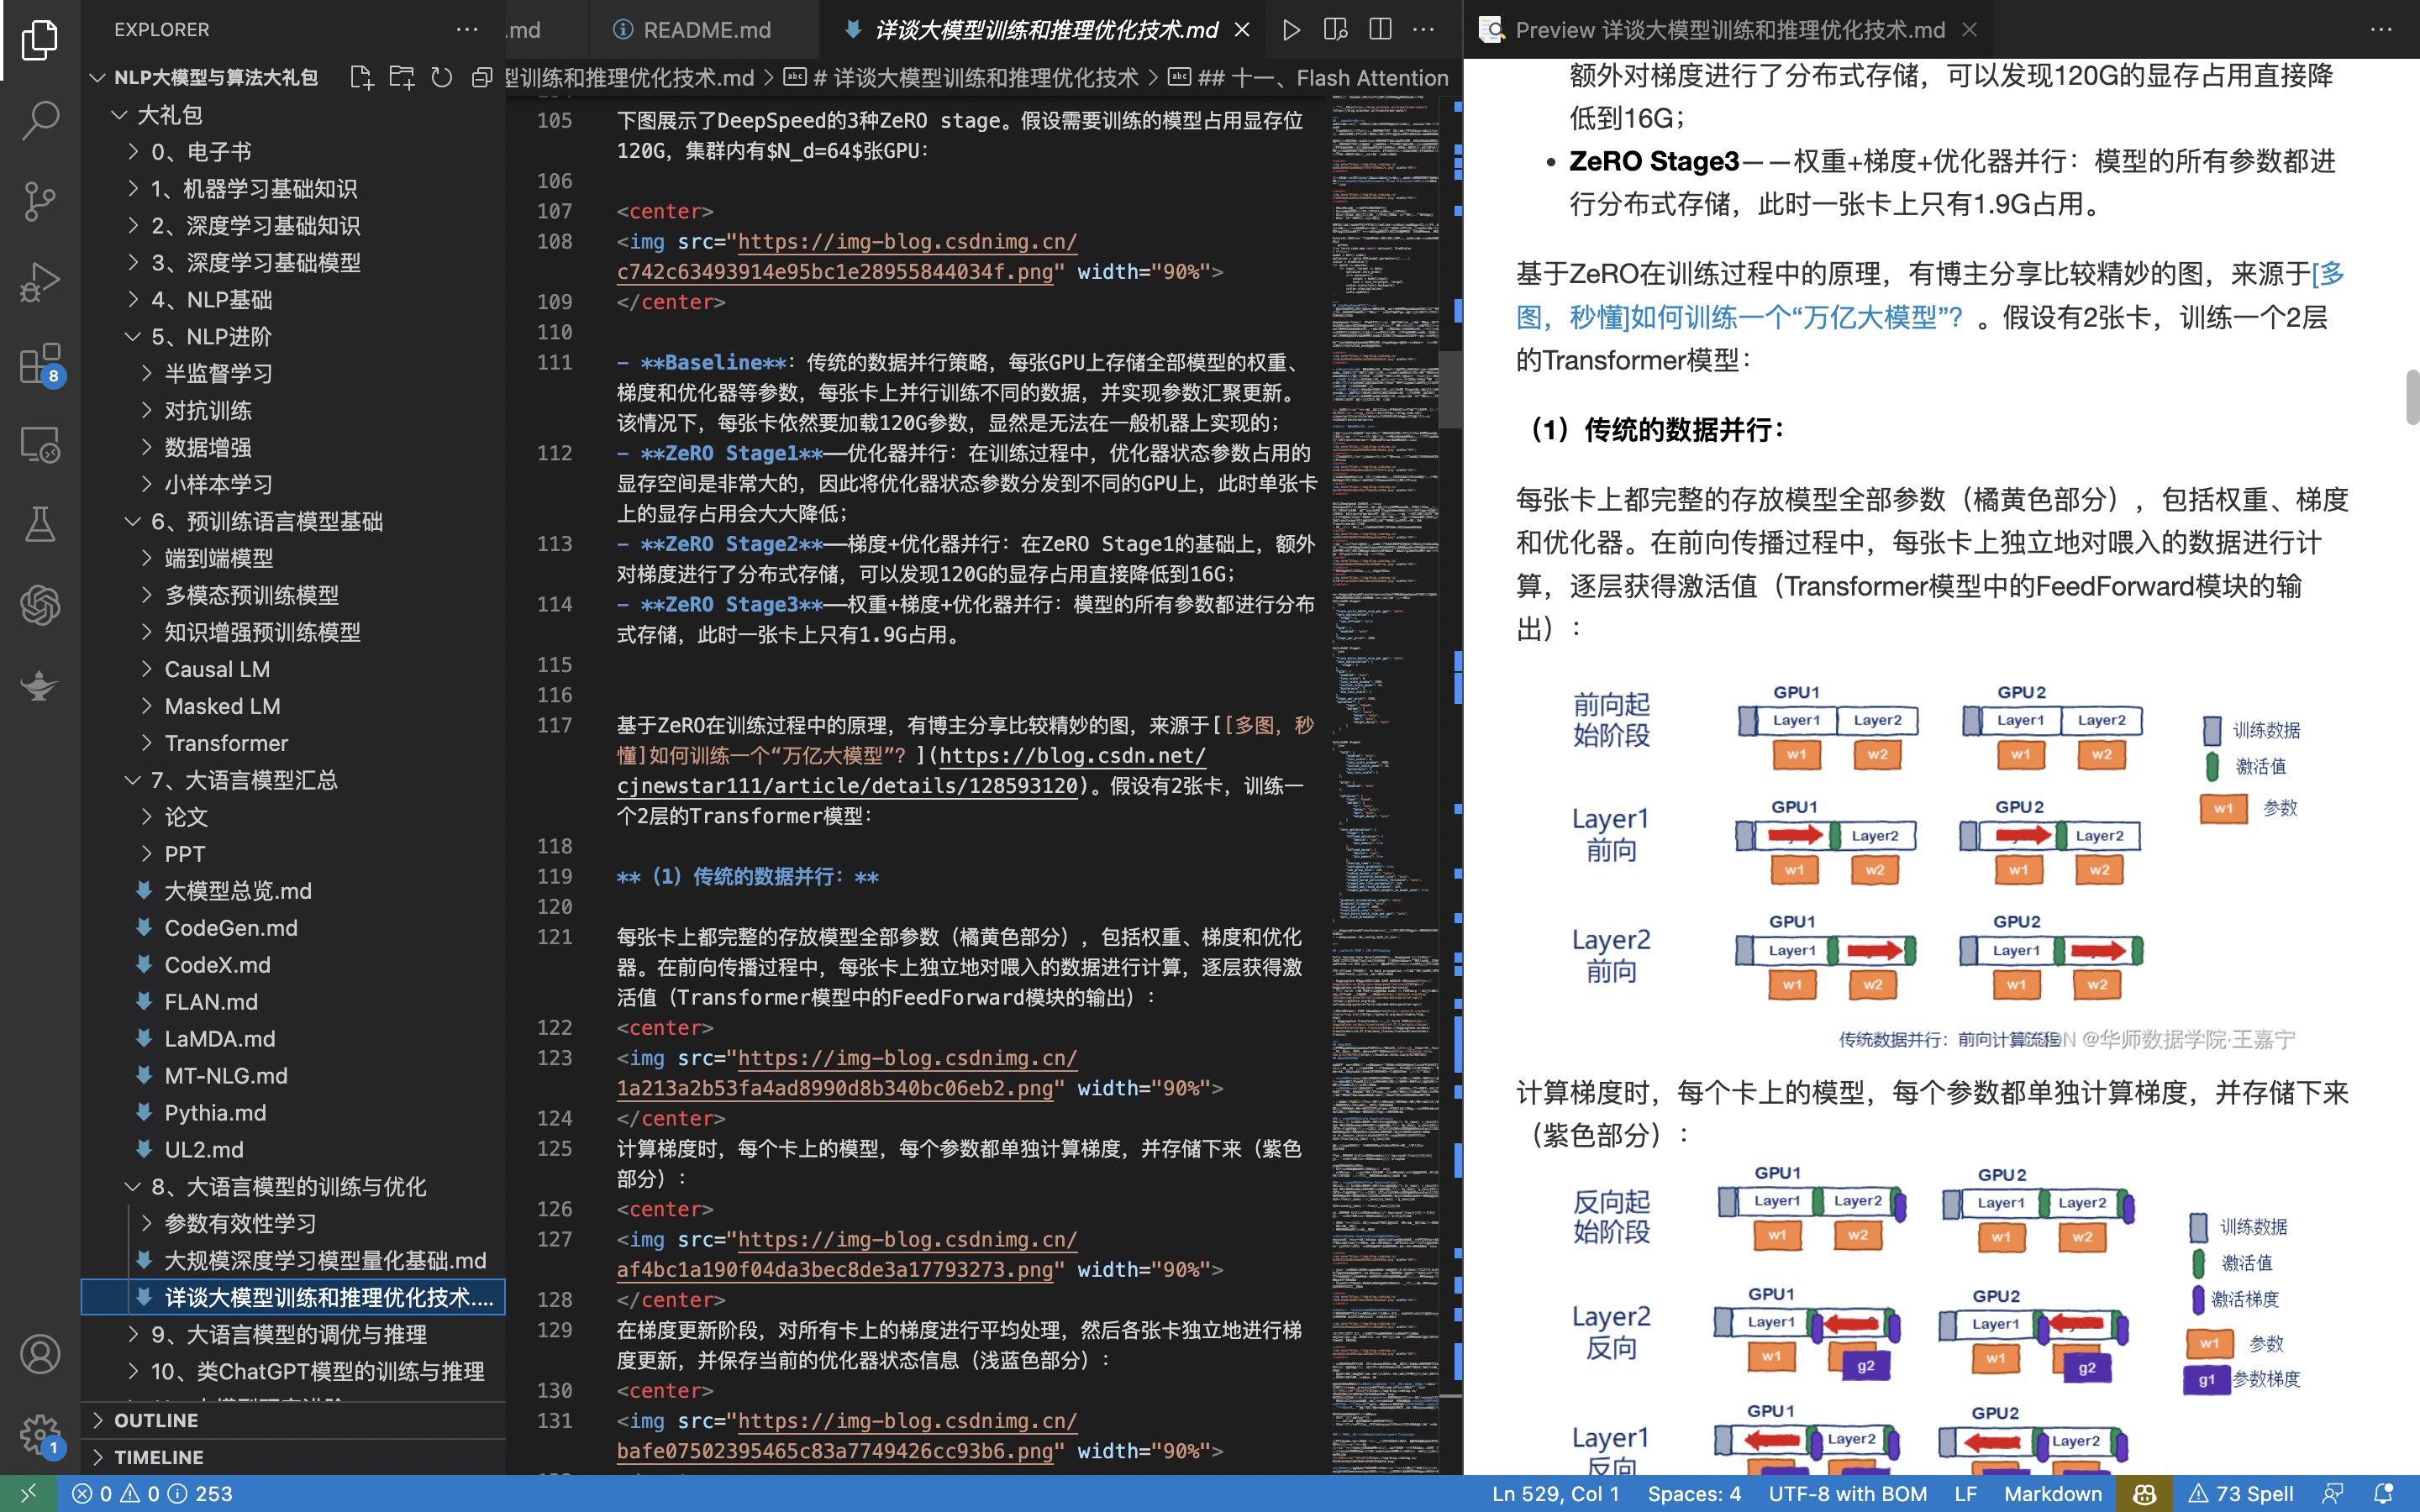 EXPLORER
NLP大模型与算法大礼包
大礼包
0、电子书
1、机器学习基础知识
2、深度学习基础知识
3、深度学习基础模型
4、NLP基础
5、NLP进阶
半监督学习
对抗训练
数据增强
小样本学习
6、预训练语言模型基础
端到端模型
多模态预训练模型
知识增强预训练模型
Causal LM
Masked LM
Transformer
7、大语言模型汇总
论文
PPT
大模型总览.md
CodeGen.md
CodeX.md
FLAN.md
LaMDA.md
MT-NLG.md
Pythia.md
UL2.md
8、大语言模型的训练与优化
参数有效性学习
大规模深度学习模型量化基础.md
详谈大模型训练和推理优化技术....
9、大语言模型的调优与推理
10、类ChatGPT模型的训练与推理
OUTLINE
TIMELINE
8
1
.md
README.md
详谈大模型训练和推理优化技术.md
型训练和推理优化技术.md > # 详谈大模型训练和推理优化技术 > ## 十一、Flash Attention
105 下图展示了DeepSpeed的3种ZeRO stage。假设需要训练的模型占用显存位
120G，集群内有$N_d=64$张GPU：
106
107 <center>
108 <img src="https://img-blog.csdnimg.cn/
c742c63493914e95bc1e28955844034f.png" width="90%">
109 </center>
110
111 - **Baseline**：传统的数据并行策略，每张GPU上存储全部模型的权重、
梯度和优化器等参数，每张卡上并行训练不同的数据，并实现参数汇聚更新。
该情况下，每张卡依然要加载120G参数，显然是无法在一般机器上实现的；
112 - **ZeRO Stage1**——优化器并行：在训练过程中，优化器状态参数占用的
显存空间是非常大的，因此将优化器状态参数分发到不同的GPU上，此时单张卡
上的显存占用会大大降低；
113 - **ZeRO Stage2**——梯度+优化器并行：在ZeRO Stage1的基础上，额外
对梯度进行了分布式存储，可以发现120G的显存占用直接降低到16G；
114 - **ZeRO Stage3**——权重+梯度+优化器并行：模型的所有参数都进行分布
式存储，此时一张卡上只有1.9G占用。
115
116
117 基于ZeRO在训练过程中的原理，有博主分享比较精妙的图，来源于[[多图，秒
懂]如何训练一个“万亿大模型”？](https://blog.csdn.net/
cjnewstar111/article/details/128593120)。假设有2张卡，训练一
个2层的Transformer模型：
118
119 **（1）传统的数据并行：**
120
121 每张卡上都完整的存放模型全部参数（橘黄色部分），包括权重、梯度和优化
器。在前向传播过程中，每张卡上独立地对喂入的数据进行计算，逐层获得激
活值（Transformer模型中的FeedForward模块的输出）：
122 <center>
123 <img src="https://img-blog.csdnimg.cn/
1a213a2b53fa4ad8990d8b340bc06eb2.png" width="90%">
124 </center>
125 计算梯度时，每个卡上的模型，每个参数都单独计算梯度，并存储下来（紫色
部分）：
126 <center>
127 <img src="https://img-blog.csdnimg.cn/
af4bc1a190f04da3bec8de3a17793273.png" width="90%">
128 </center>
129 在梯度更新阶段，对所有卡上的梯度进行平均处理，然后各张卡独立地进行梯
度更新，并保存当前的优化器状态信息（浅蓝色部分）：
130 <center>
131 <img src="https://img-blog.csdnimg.cn/
bafe07502395465c83a7749426cc93b6.png" width="90%">
Preview 详谈大模型训练和推理优化技术.md
额外对梯度进行了分布式存储，可以发现120G的显存占用直接降
低到16G；
• ZeRO Stage3——权重+梯度+优化器并行：模型的所有参数都进
行分布式存储，此时一张卡上只有1.9G占用。
基于ZeRO在训练过程中的原理，有博主分享比较精妙的图，来源于[多
图，秒懂]如何训练一个“万亿大模型”？。假设有2张卡，训练一个2层
的Transformer模型：
（1）传统的数据并行：
每张卡上都完整的存放模型全部参数（橘黄色部分），包括权重、梯度
和优化器。在前向传播过程中，每张卡上独立地对喂入的数据进行计
算，逐层获得激活值（Transformer模型中的FeedForward模块的输
出）：
前向起
始阶段
GPU1 GPU2
Layer1 Layer2 Layer1 Layer2
w1 w2 w1 w2
训练数据
激活值
w1 参数
Layer1
前向
GPU1 GPU2
Layer2 Layer2
w1 w2 w1 w2
Layer2
前向
GPU1 GPU2
Layer1 Layer1
w1 w2 w1 w2
传统数据并行：前向计算流程
@华师数据学院·王嘉宁
计算梯度时，每个卡上的模型，每个参数都单独计算梯度，并存储下来
（紫色部分）：
反向起
始阶段
GPU1 GPU2
Layer1 Layer2 Layer1 Layer2
w1 w2 w1 w2
训练数据
激活值
激活梯度
w1 参数
g1 参数梯度
Layer2
反向
GPU1 GPU2
Layer1 Layer1
w1 g2 w1 g2
Layer1
反向
GPU1 GPU2
Layer2 Layer2
0 0 253
Ln 529, Col 1 Spaces: 4 UTF-8 with BOM LF Markdown 73 Spell